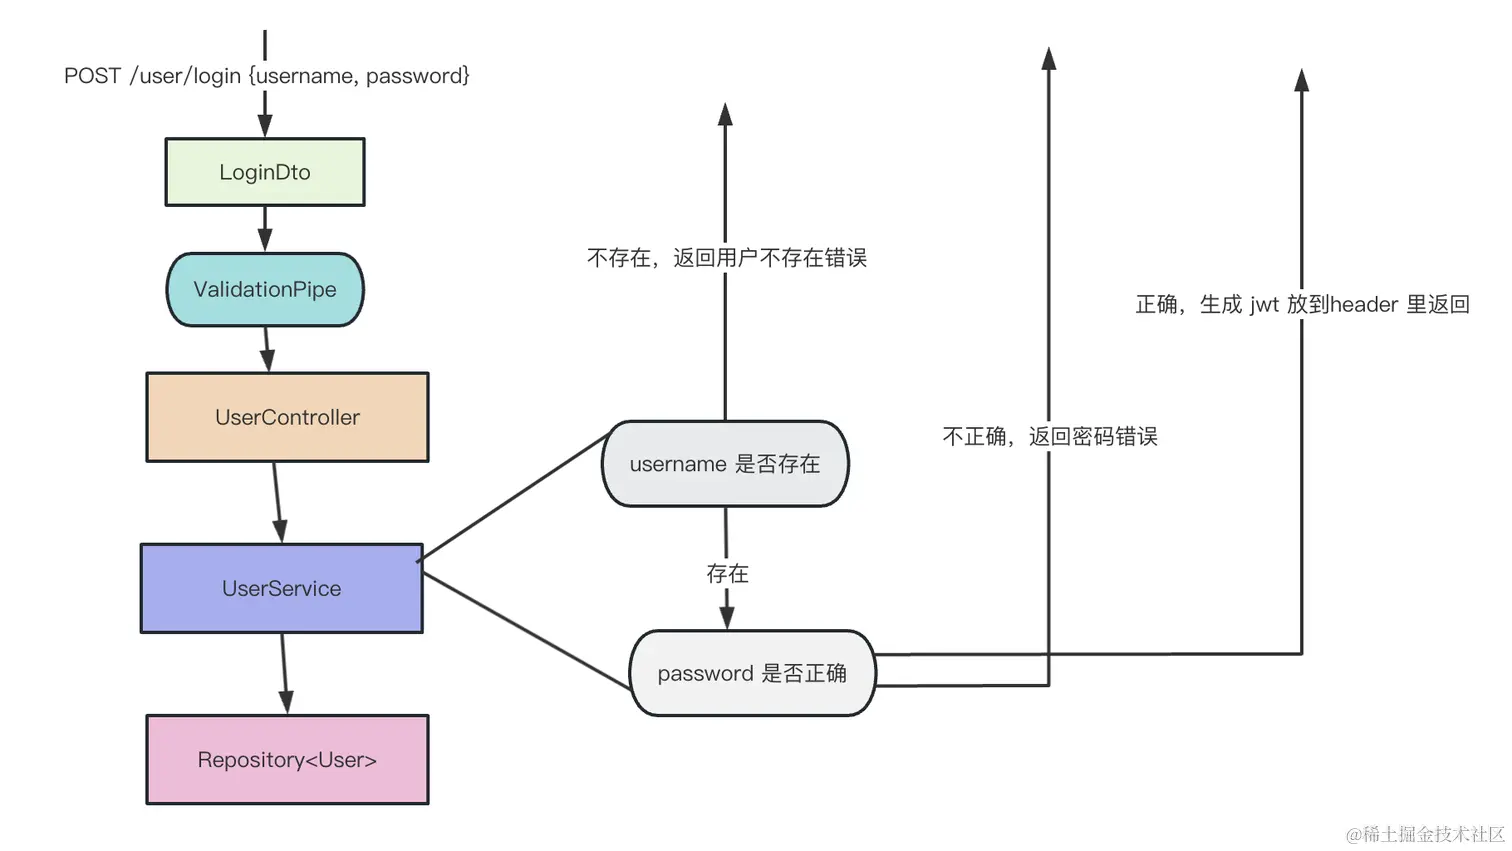 POST /user/login {username, password}
LoginDto
ValidationPipe
UserController
UserService
Repository<User>
不存在，返回用户不存在错误
username 是否存在
存在
password 是否正确
不正确，返回密码错误
正确，生成 jwt 放到header 里返回
@稀土掘金技术社区